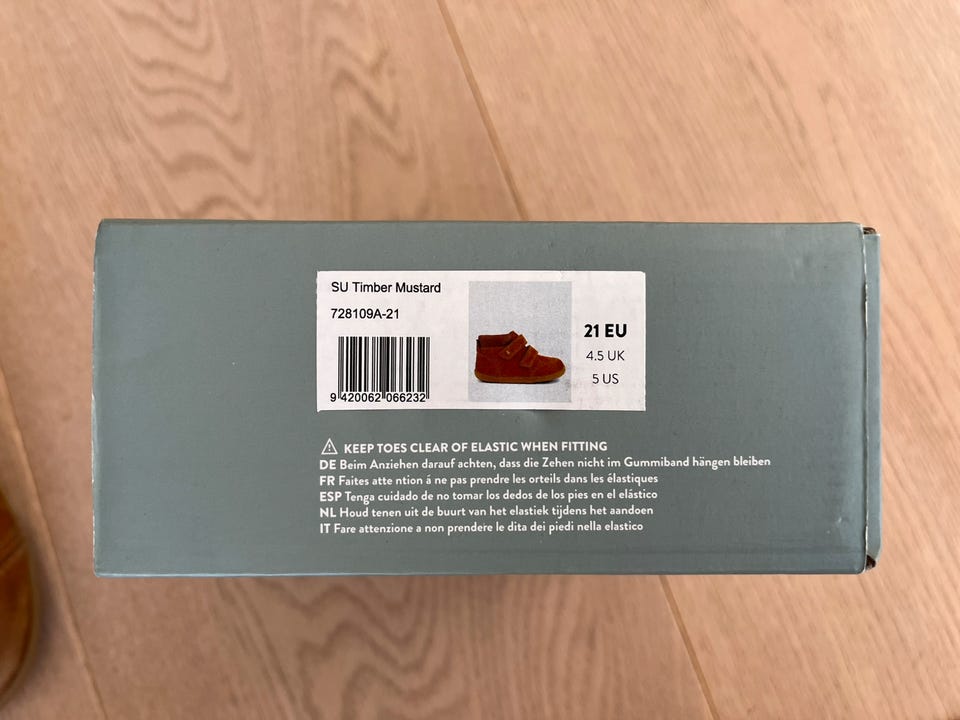 SU Timber Mustard
728109A-21
9 420062 066232
21 EU
4.5 UK
5 US
⚠ KEEP TOES CLEAR OF ELASTIC WHEN FITTING
DE Beim Anziehen darauf achten, dass die Zehen nicht im Gummiband hängen bleiben
FR Faites atte ntion á ne pas prendre les orteils dans les élastiques
ESP Tenga cuidado de no tomar los dedos de los pies en el elástico
NL Houd tenen uit de buurt van het elastiek tijdens het aandoen
IT Fare attenzione a non prendere le dita dei piedi nella elastico